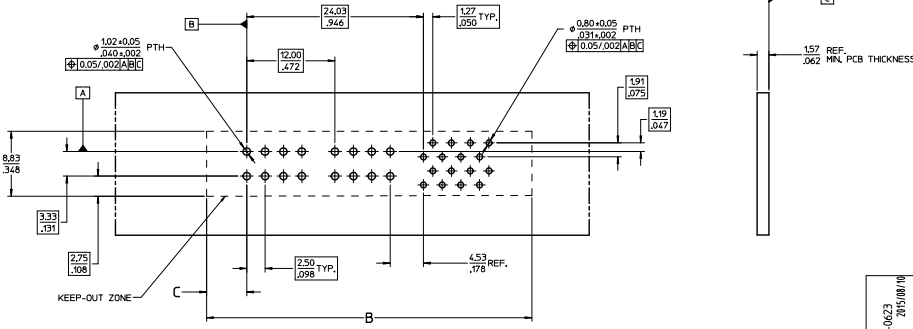 B
24.03
.946
1.27 TYP.
.050
⌀ 1.02±0.05 PTH
.040±.002
⌖ 0.05/.002 A B C
12.00
.472
⌀ 0.80±0.05 PTH
.031±.002
⌖ 0.05/.002 A B C
1.57 REF.
.062 MIN. PCB THICKNESS
1.91
.075
A
1.19
.047
8.83
.348
3.33
.131
2.75
.108
2.50 TYP.
.098
4.53 REF.
.178
KEEP-OUT ZONE
C
B
-0623
2015/08/10